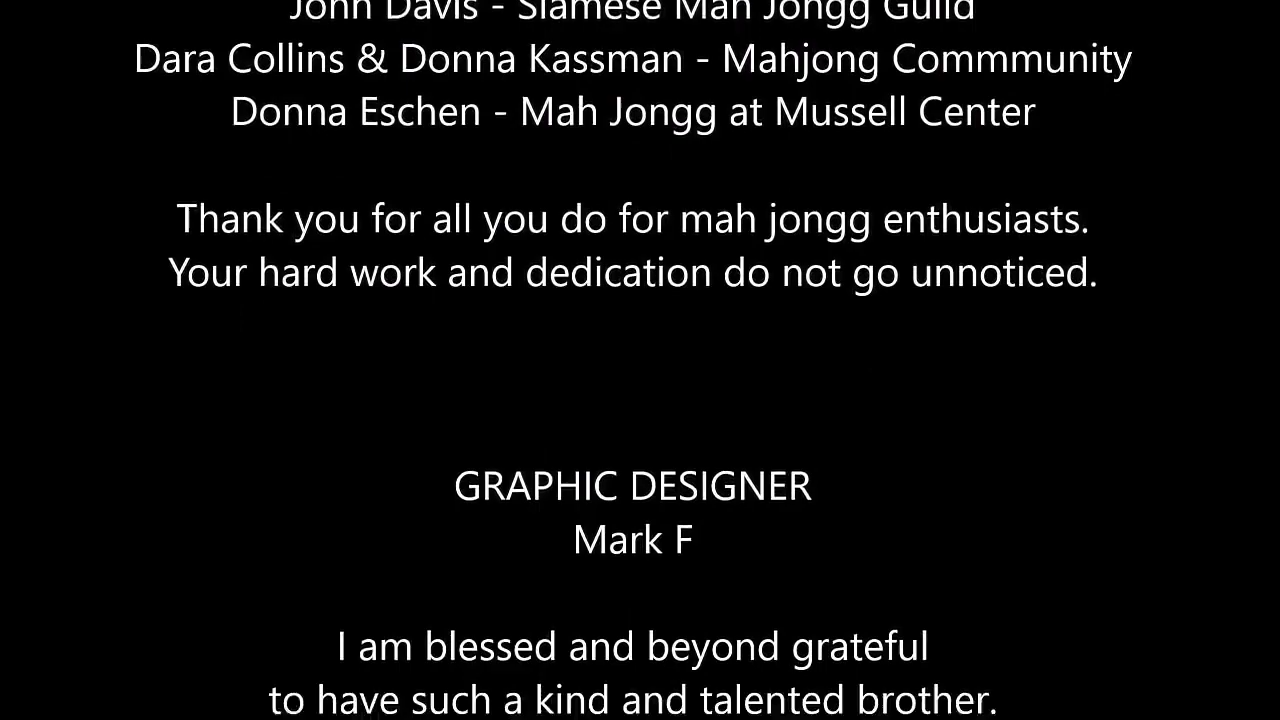 John Davis - Siamese Mah Jongg Guild
Dara Collins & Donna Kassman - Mahjong Commmunity
Donna Eschen - Mah Jongg at Mussell Center
Thank you for all you do for mah jongg enthusiasts.
Your hard work and dedication do not go unnoticed.
GRAPHIC DESIGNER
Mark F
I am blessed and beyond grateful
to have such a kind and talented brother.